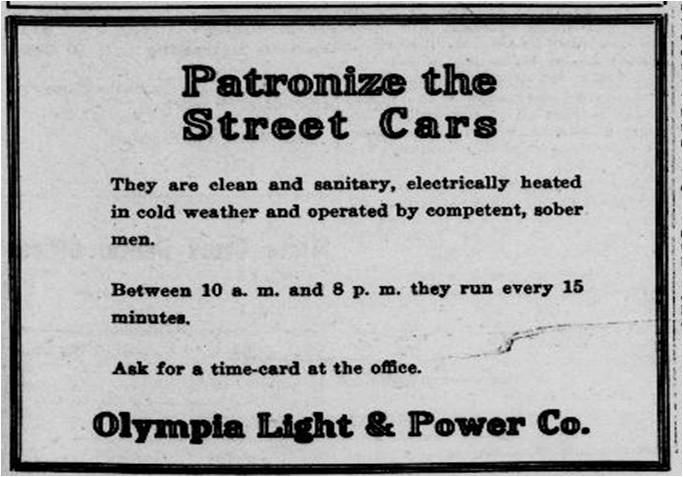 Patronize the
Street Cars
They are clean and sanitary, electrically heated
in cold weather and operated by competent, sober
men.
Between 10 a. m. and 8 p. m. they run every 15
minutes.
Ask for a time-card at the office.
Olympia Light & Power Co.